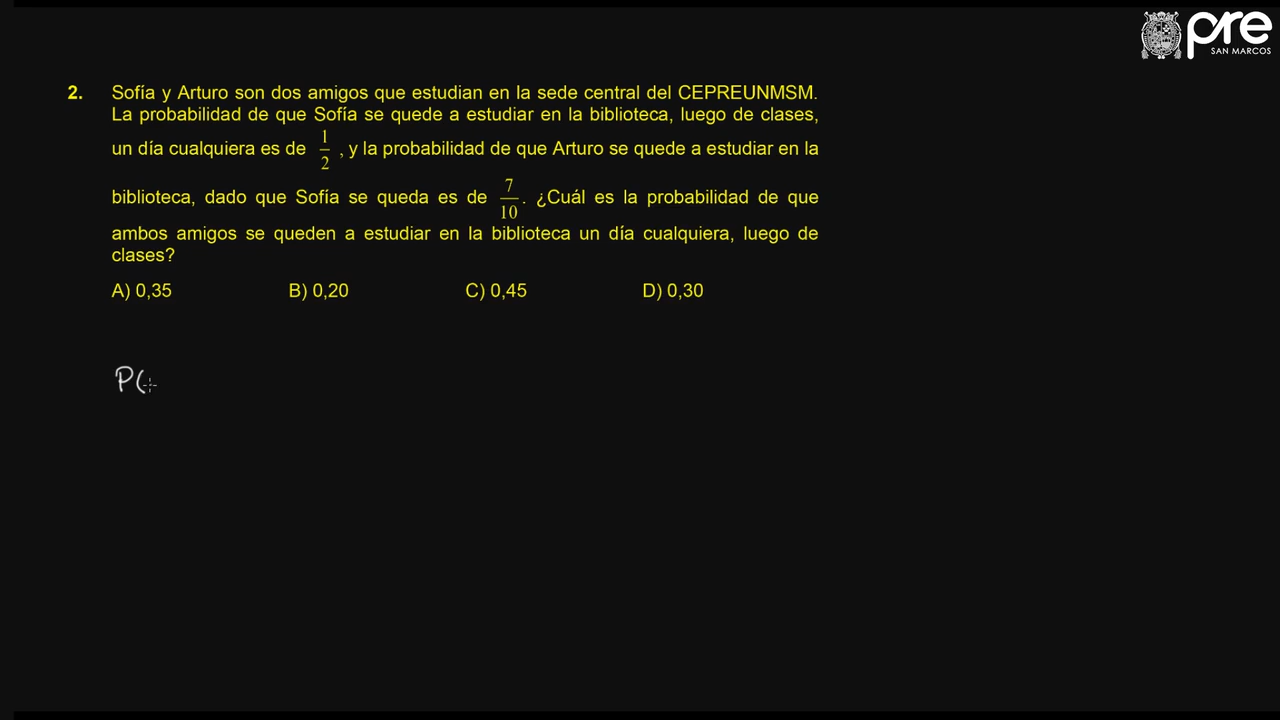 pre
SAN MARCOS
2. Sofía y Arturo son dos amigos que estudian en la sede central del CEPREUNMSM.
La probabilidad de que Sofía se quede a estudiar en la biblioteca, luego de clases,
un día cualquiera es de 1/2 , y la probabilidad de que Arturo se quede a estudiar en la
biblioteca, dado que Sofía se queda es de 7/10. ¿Cuál es la probabilidad de que
ambos amigos se queden a estudiar en la biblioteca un día cualquiera, luego de
clases?
A) 0,35 B) 0,20 C) 0,45 D) 0,30
P(